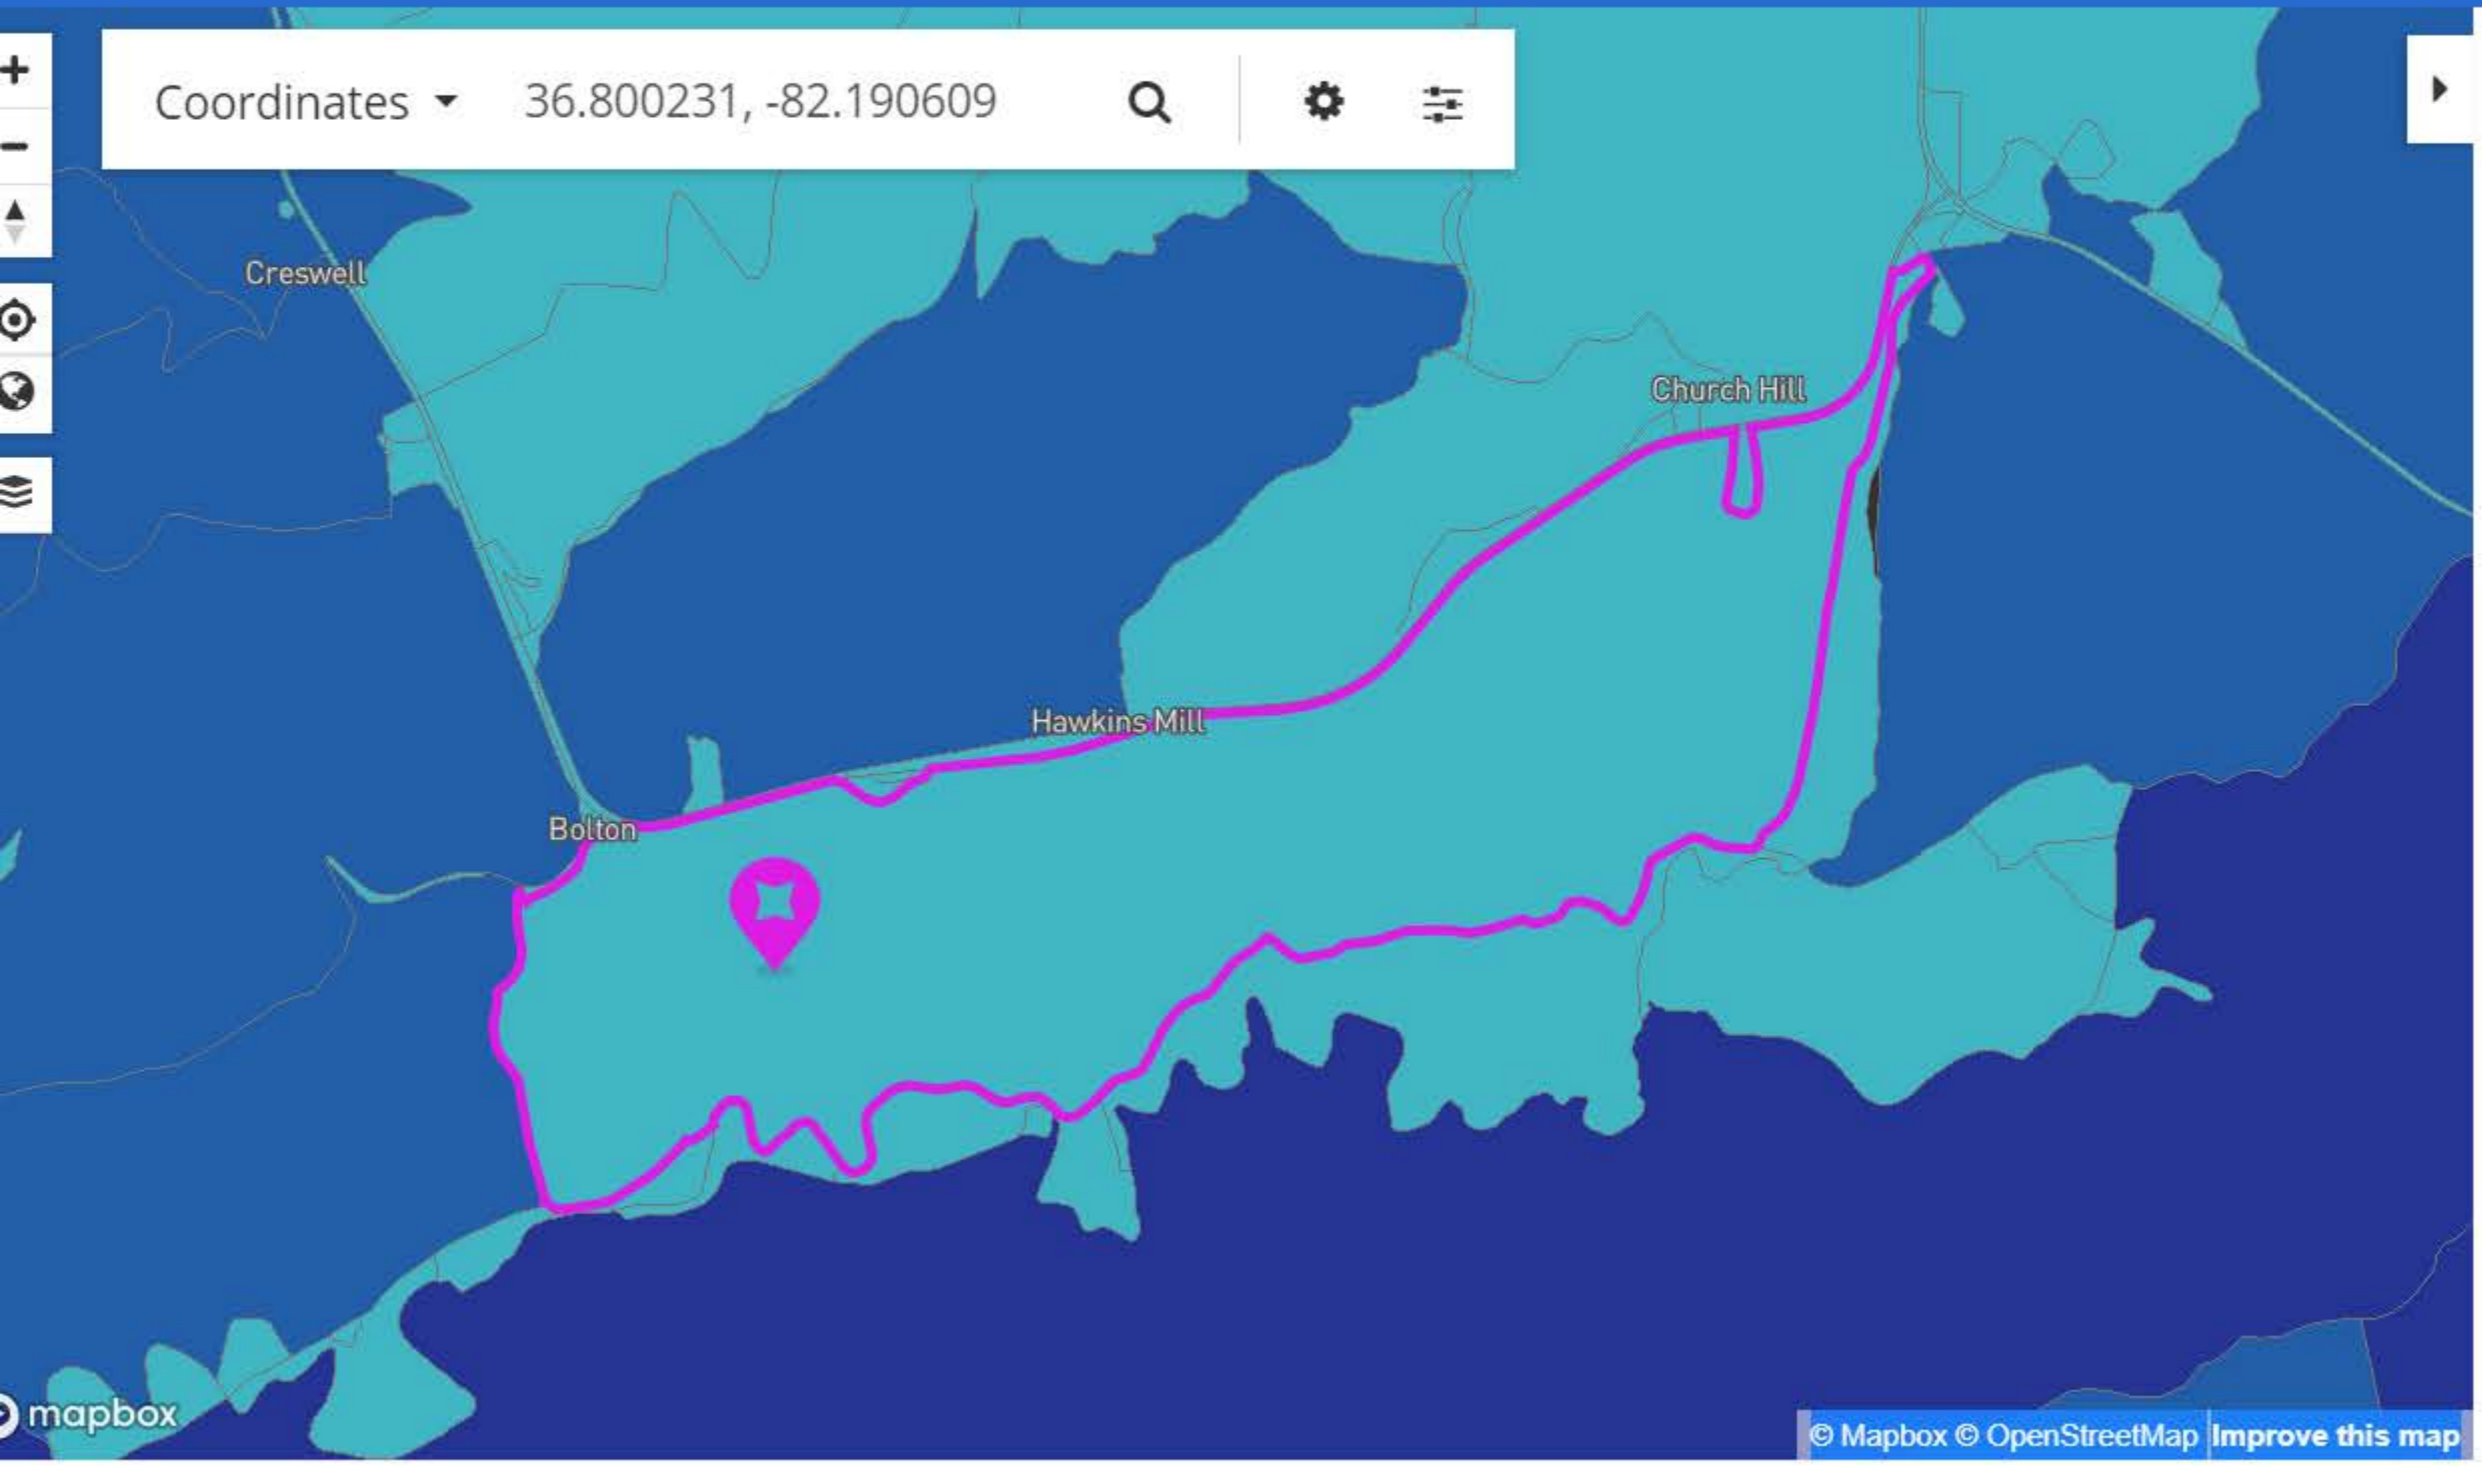 Coordinates 36.800231, -82.190609
Creswell
Church Hill
Hawkins Mill
Bolton
mapbox
© Mapbox © OpenStreetMap Improve this map